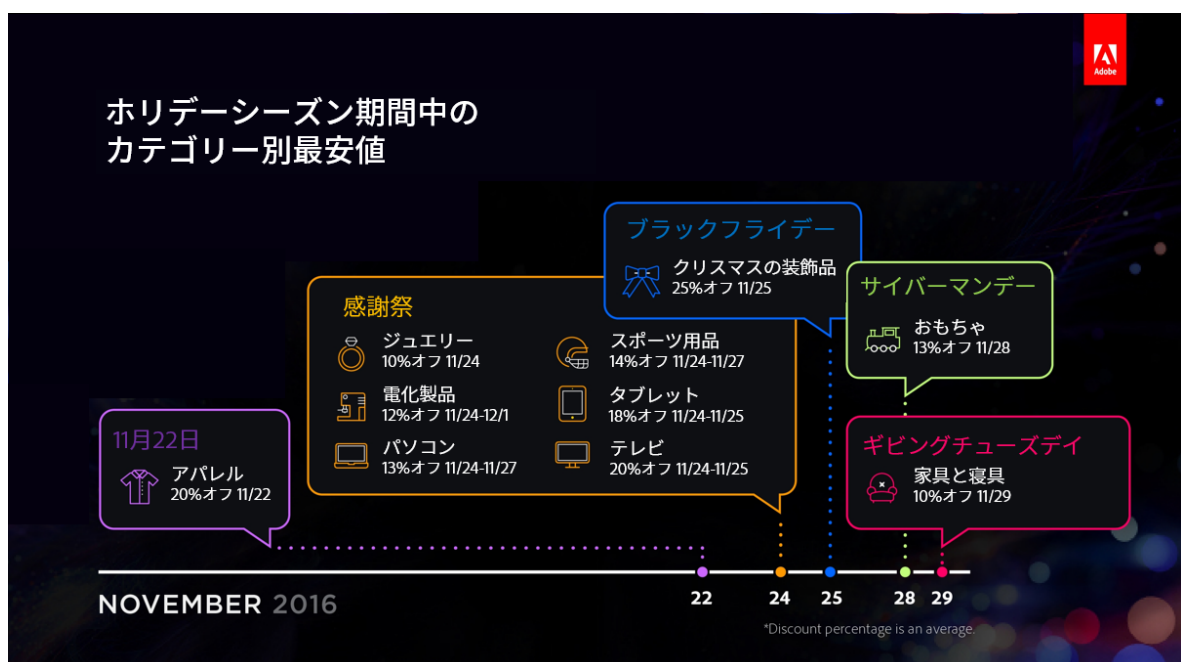 Adobe
ホリデーシーズン期間中の
カテゴリー別最安値
11月22日
アパレル
20%オフ 11/22
感謝祭
ジュエリー
10%オフ 11/24
電化製品
12%オフ 11/24-12/1
パソコン
13%オフ 11/24-11/27
スポーツ用品
14%オフ 11/24-11/27
タブレット
18%オフ 11/24-11/25
テレビ
20%オフ 11/24-11/25
ブラックフライデー
クリスマスの装飾品
25%オフ 11/25
サイバーマンデー
おもちゃ
13%オフ 11/28
ギビングチューズデイ
家具と寝具
10%オフ 11/29
NOVEMBER 2016
22 24 25 28 29
*Discount percentage is an average.